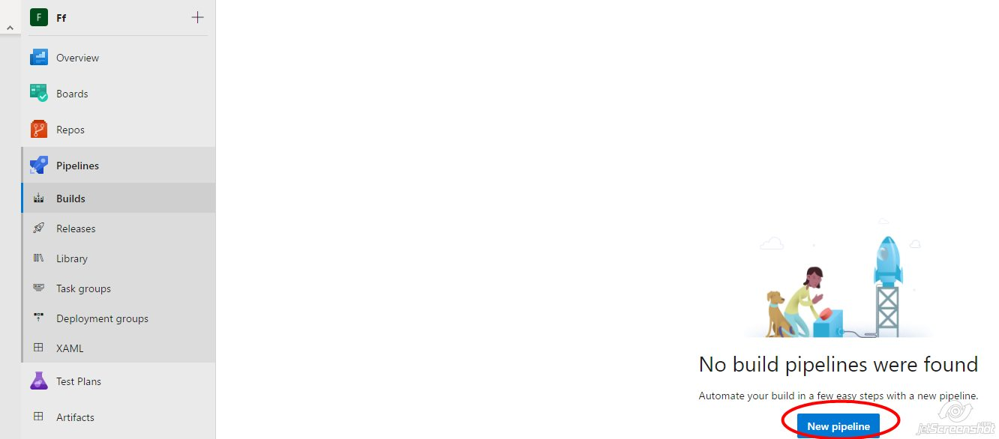 F Ff
Overview
Boards
Repos
Pipelines
Builds
Releases
Library
Task groups
Deployment groups
XAML
Test Plans
Artifacts
No build pipelines were found
Automate your build in a few easy steps with a new pipeline.
New pipeline
jetScreenshot.com